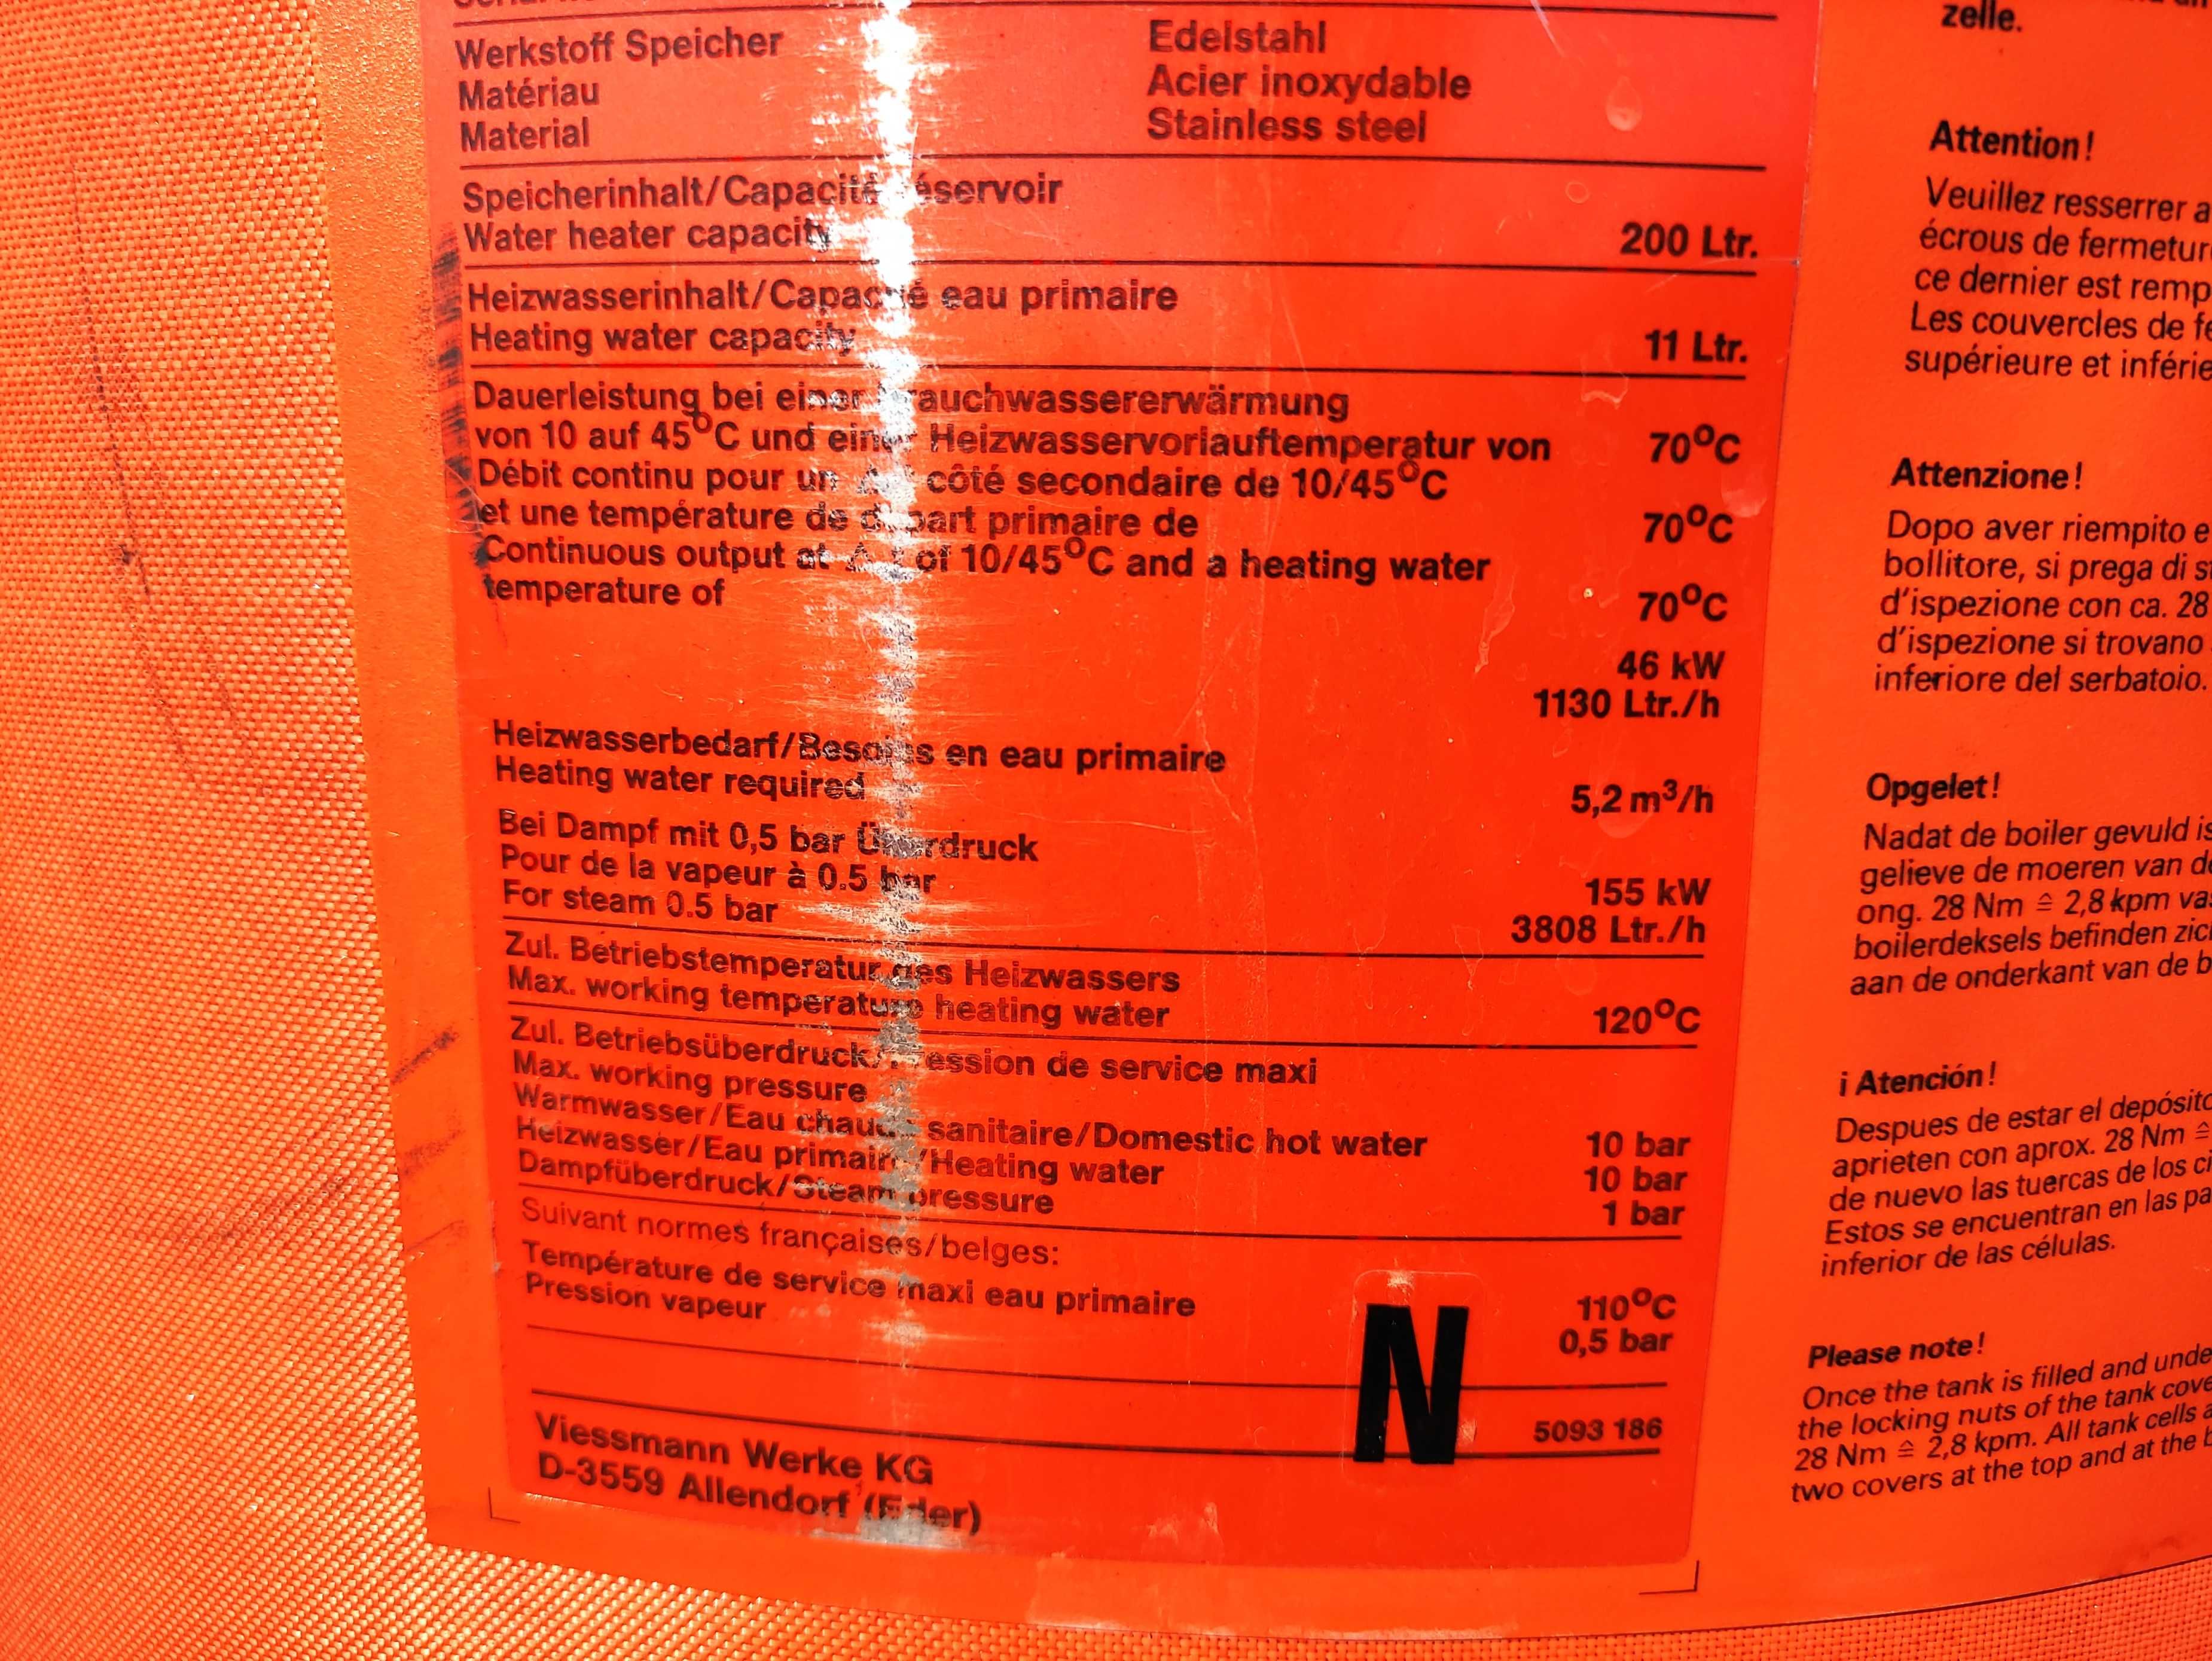 Werkstoff Speicher Edelstahl
Matériau Acier inoxydable
Material Stainless steel
Speicherinhalt/Capacité réservoir
Water heater capacity 200 Ltr.
Heizwasserinhalt/Capacité eau primaire
Heating water capacity 11 Ltr.
Dauerleistung bei einer Brauchwassererwärmung
von 10 auf 45°C und einer Heizwasservorlauftemperatur von 70°C
Débit continu pour un côté secondaire de 10/45°C
et une température de départ primaire de 70°C
Continuous output at Δ t of 10/45°C and a heating water
temperature of 70°C
46 kW
1130 Ltr./h
Heizwasserbedarf/Besoins en eau primaire
Heating water required 5,2 m³/h
Bei Dampf mit 0,5 bar Überdruck
Pour de la vapeur à 0.5 bar 155 kW
For steam 0.5 bar 3808 Ltr./h
Zul. Betriebstemperatur des Heizwassers
Max. working temperature heating water 120°C
Zul. Betriebsüberdruck/Pression de service maxi
Max. working pressure
Warmwasser/Eau chaude sanitaire/Domestic hot water 10 bar
Heizwasser/Eau primaire/Heating water 10 bar
Dampfüberdruck/Steam pressure 1 bar
Suivant normes françaises/belges:
Température de service maxi eau primaire 110°C
Pression vapeur 0,5 bar
N
5093 186
Viessmann Werke KG
D-3559 Allendorf (Eder)
zelle.
Attention!
Veuillez resserrer
écrous de
ce dernier est
Les couvercles de
supérieure et
Attenzione!
Dopo aver riempito e
bollitore, si prega di
d'ispezione con ca. 28
d'ispezione si trovano
inferiore del serbatoio.
Opgelet!
Nadat de boiler gevuld
gelieve de moeren van
ong. 28 Nm ≙ 2,8 kpm
boilerdeksels befinden
aan de onderkant van de
¡Atención!
Despues de estar el
aprieten con aprox. 28 Nm ≙
de nuevo las tuercas de los
Estos se encuentran en las
inferior de las células.
Please note!
Once the tank is filled and
the locking nuts of the tank
28 Nm ≙ 2,8 kpm. All tank cells
two covers at the top and at the